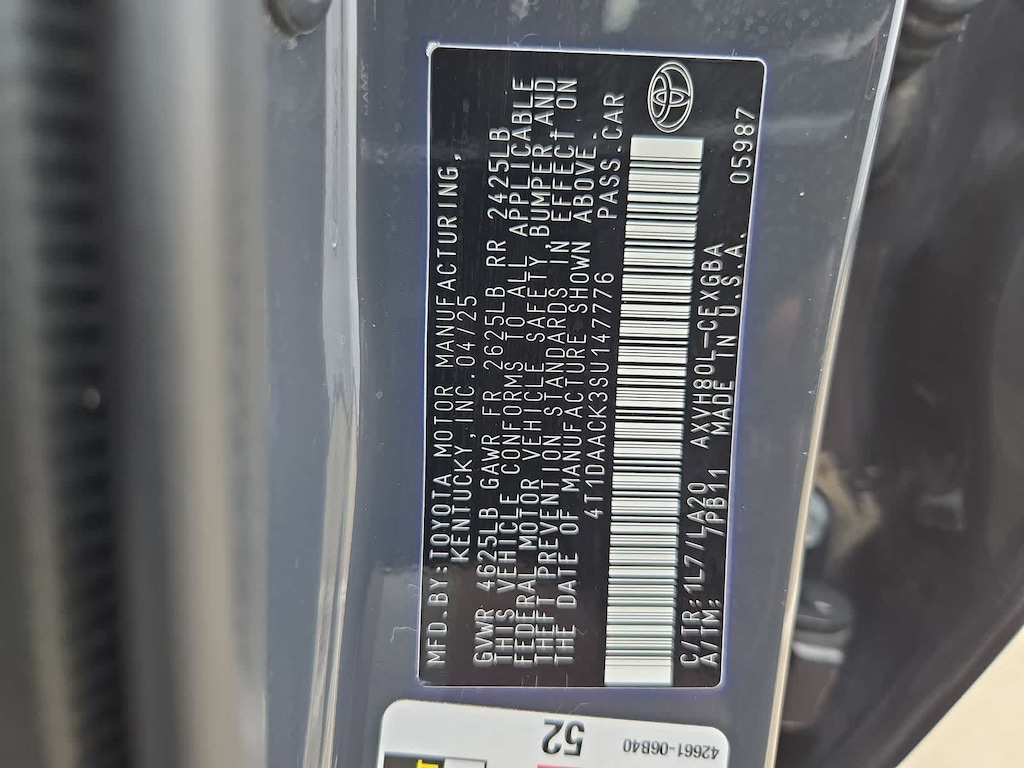 MFD.BY:TOYOTA MOTOR MANUFACTURING,
KENTUCKY,INC.04/25
GVWR 4625LB GAWR FR 2625LB RR 2425LB
THIS VEHICLE CONFORMS TO ALL APPLICABLE
FEDERAL MOTOR VEHICLE SAFETY,BUMPER AND
THEFT PREVENTION STANDARDS IN EFFECT ON
THE DATE OF MANUFACTURE SHOWN ABOVE.
4T1DAACK3SU147776 PASS.CAR
C/TR:1L7/LA20 AXXH80L-CEXGBA
A/TM: /PB11 MADE IN U.S.A. 05987
52
42661-06B40